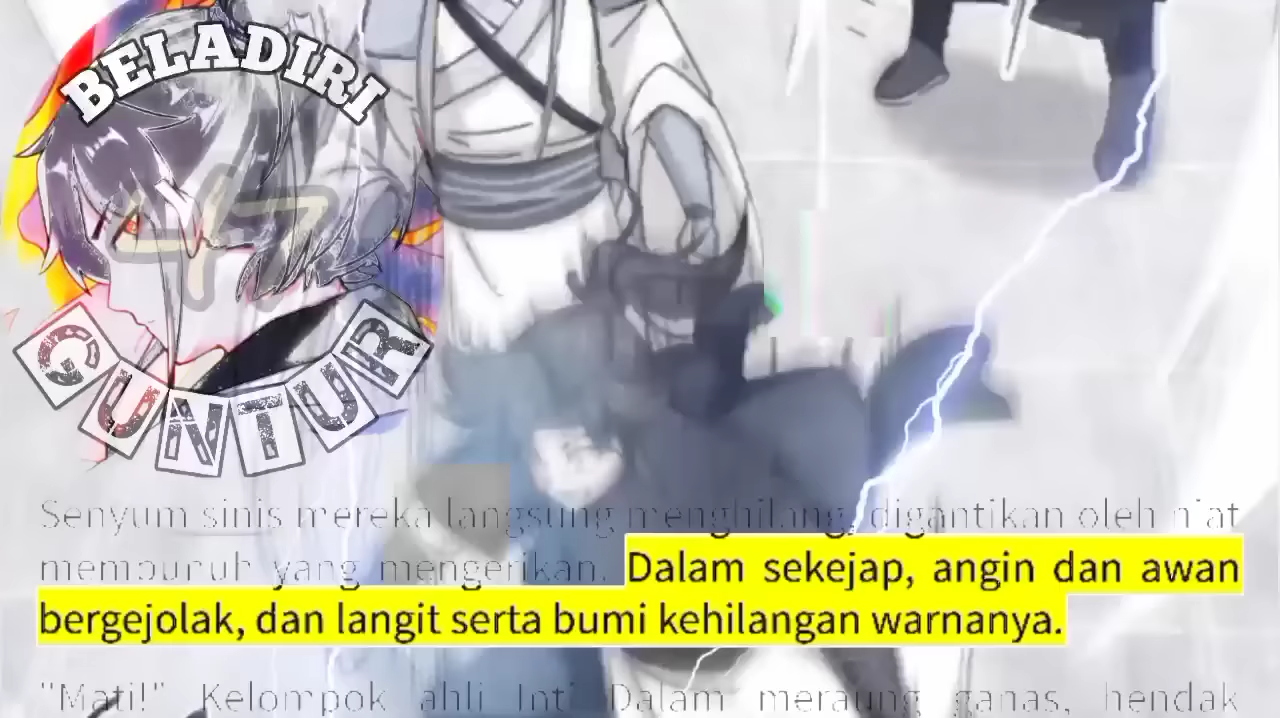 BELADIRI
GUNTUR
Senyum sinis mereka langsung menghilang, digantikan oleh niat
membunuh yang mengerikan. Dalam sekejap, angin dan awan
bergejolak, dan langit serta bumi kehilangan warnanya.
"Mati!" Kelompok ahli Inti Dalam meraung ganas, hendak